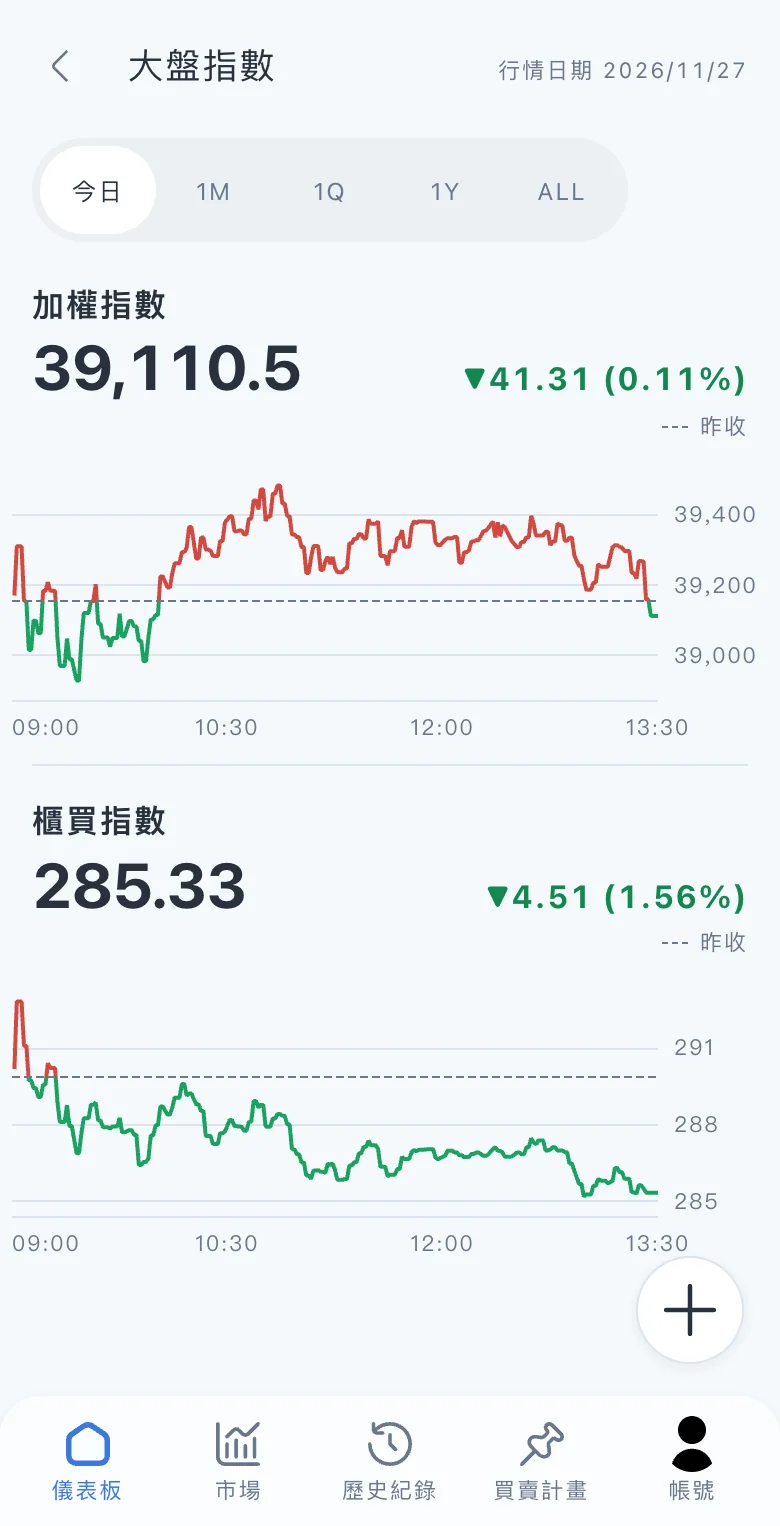 大盤指數
行情日期 2026/11/27
今日 1M 1Q 1Y ALL
加權指數
39,110.5
▼41.31 (0.11%)
--- 昨收
39,400
39,200
39,000
09:00 10:30 12:00 13:30
櫃買指數
285.33
▼4.51 (1.56%)
--- 昨收
291
288
285
09:00 10:30 12:00 13:30
儀表板 市場 歷史紀錄 買賣計畫 帳號